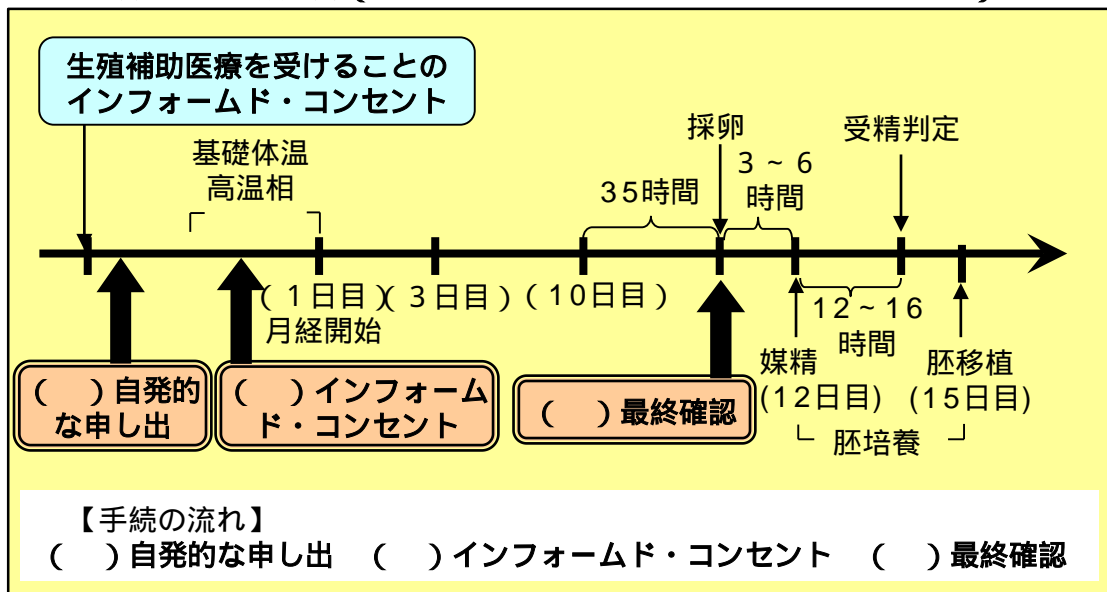 生殖補助医療を受けることの
インフォームド・コンセント
採卵
受精判定
基礎体温
高温相
35時間
3~6
時間
(1日目)
月経開始
(3日目)
(10日目)
12~16
時間
媒精
(12日目)
胚移植
(15日目)
胚培養
(　)自発的
な申し出
(　)インフォーム
ド・コンセント
(　)最終確認
【手続の流れ】
(　)自発的な申し出　(　)インフォームド・コンセント　(　)最終確認